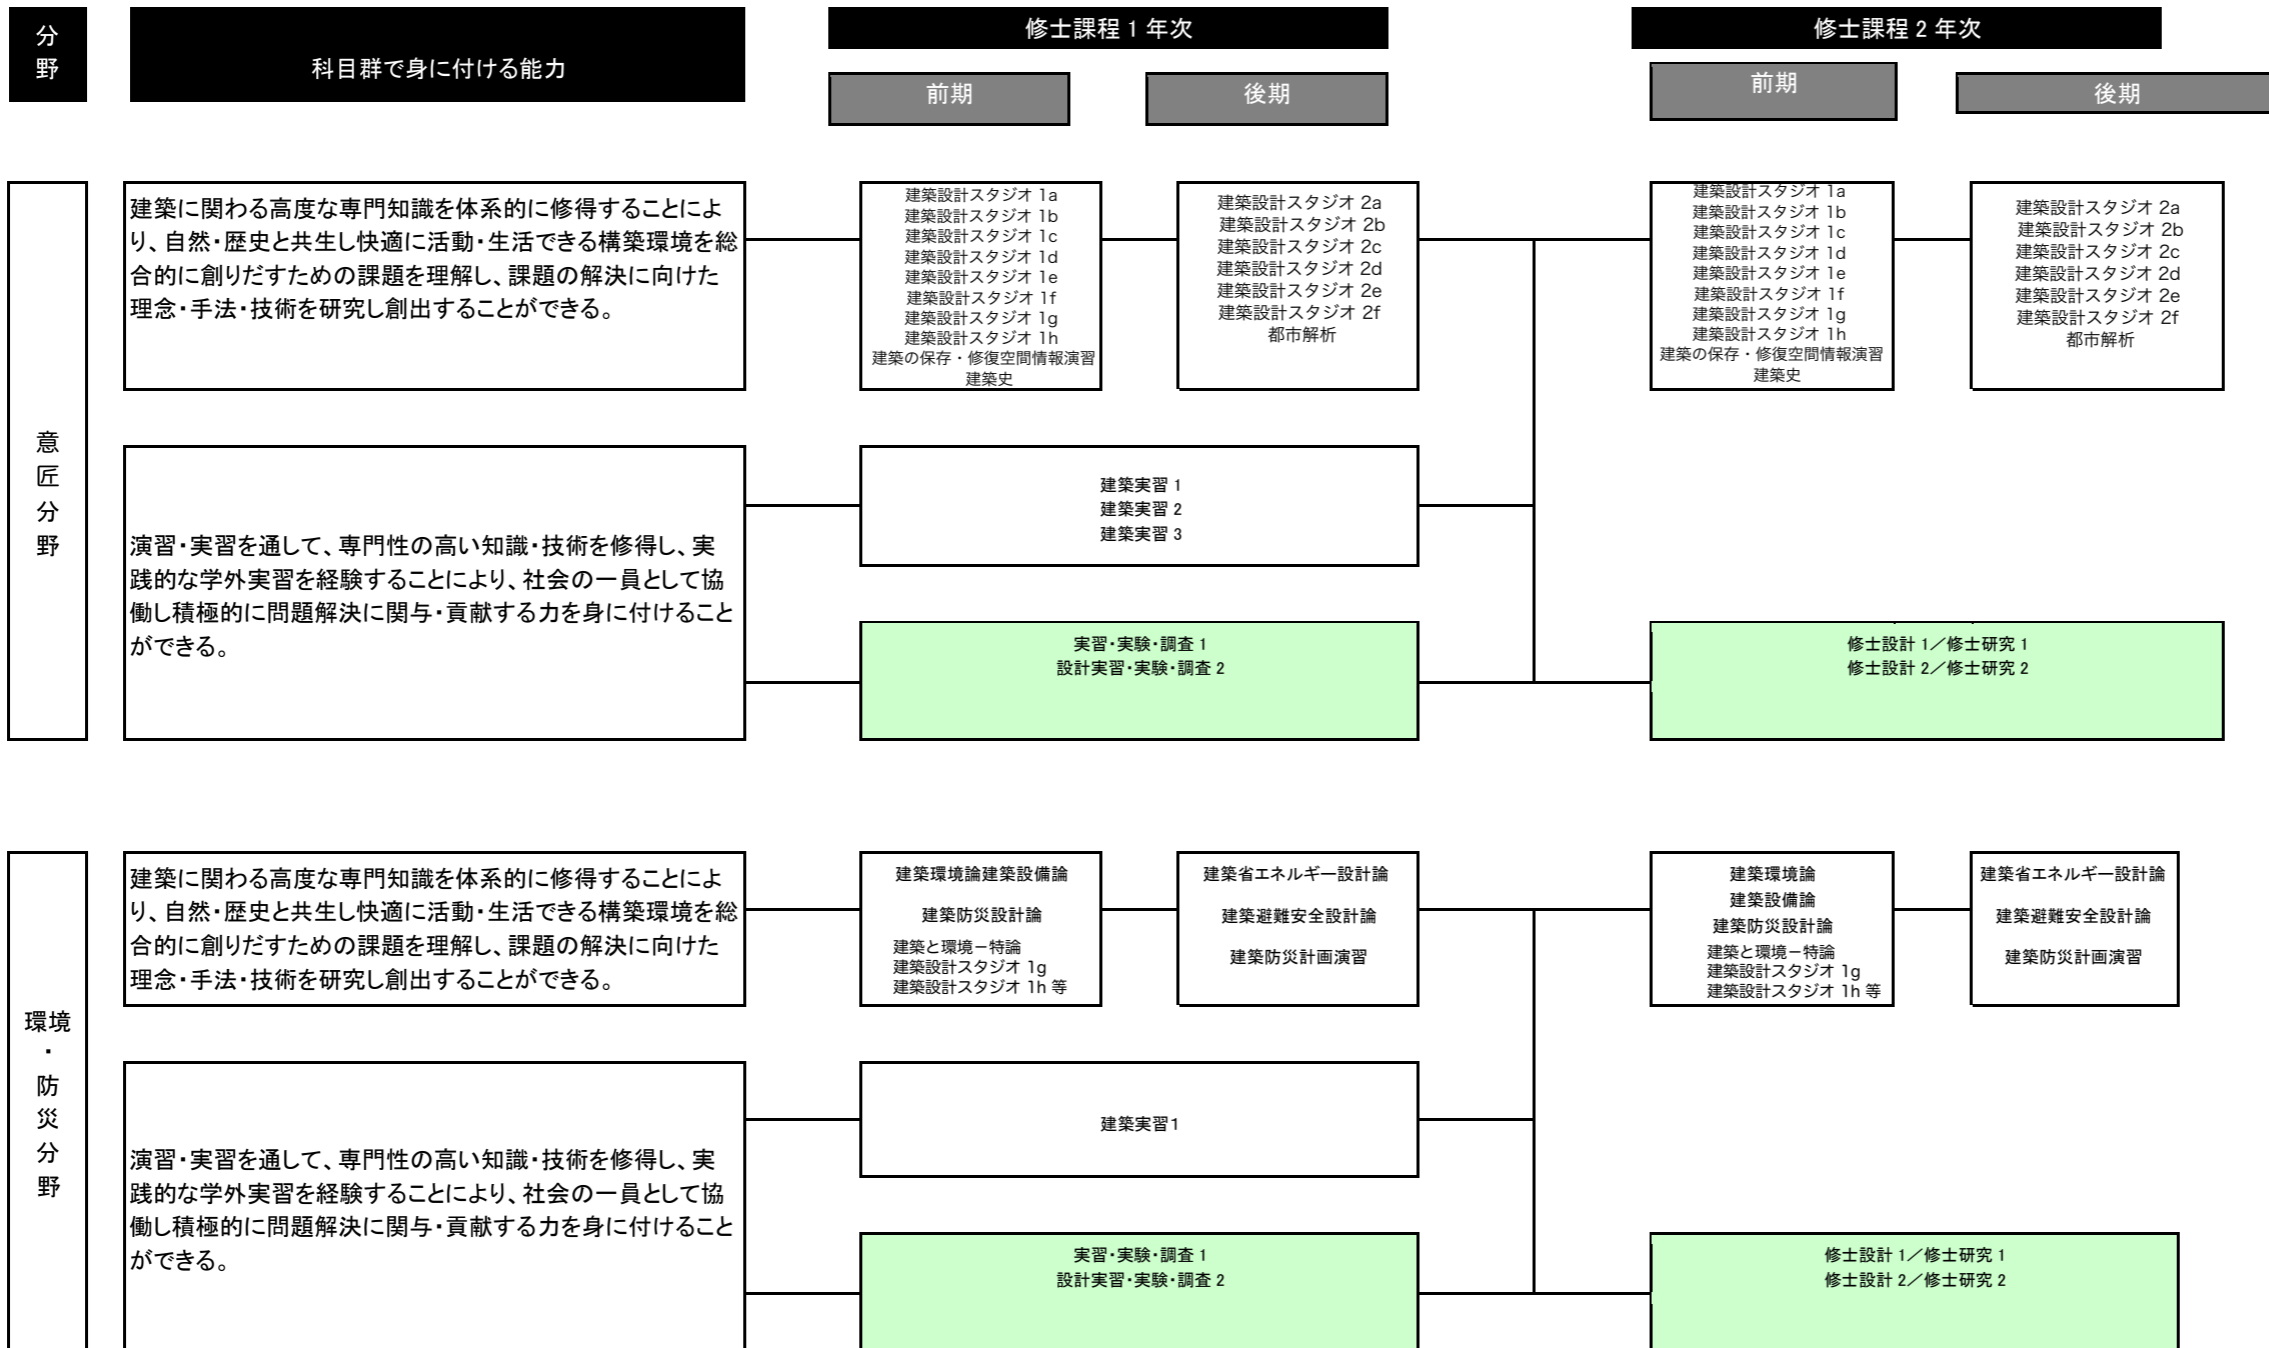 分
野
科目群で身に付ける能力
修士課程 1 年次
修士課程 2 年次
前期
後期
前期
後期
意
匠
分
野
建築に関わる高度な専門知識を体系的に修得することによ
り、自然・歴史と共生し快適に活動・生活できる構築環境を総
合的に創りだすための課題を理解し、課題の解決に向けた
理念・手法・技術を研究し創出することができる。
建築設計スタジオ 1a
建築設計スタジオ 1b
建築設計スタジオ 1c
建築設計スタジオ 1d
建築設計スタジオ 1e
建築設計スタジオ 1f
建築設計スタジオ 1g
建築設計スタジオ 1h
建築の保存・修復空間情報演習
建築史
建築設計スタジオ 2a
建築設計スタジオ 2b
建築設計スタジオ 2c
建築設計スタジオ 2d
建築設計スタジオ 2e
建築設計スタジオ 2f
都市解析
建築設計スタジオ 1a
建築設計スタジオ 1b
建築設計スタジオ 1c
建築設計スタジオ 1d
建築設計スタジオ 1e
建築設計スタジオ 1f
建築設計スタジオ 1g
建築設計スタジオ 1h
建築の保存・修復空間情報演習
建築史
建築設計スタジオ 2a
建築設計スタジオ 2b
建築設計スタジオ 2c
建築設計スタジオ 2d
建築設計スタジオ 2e
建築設計スタジオ 2f
都市解析
演習・実習を通して、専門性の高い知識・技術を修得し、実
践的な学外実習を経験することにより、社会の一員として協
働し積極的に問題解決に関与・貢献する力を身に付けること
ができる。
建築実習 1
建築実習 2
建築実習 3
実習・実験・調査 1
設計実習・実験・調査 2
修士設計 1／修士研究 1
修士設計 2／修士研究 2
環境
・
防
災
分
野
建築に関わる高度な専門知識を体系的に修得することによ
り、自然・歴史と共生し快適に活動・生活できる構築環境を総
合的に創りだすための課題を理解し、課題の解決に向けた
理念・手法・技術を研究し創出することができる。
建築環境論建築設備論
建築防災設計論
建築と環境－特論
建築設計スタジオ 1g
建築設計スタジオ 1h 等
建築省エネルギー設計論
建築避難安全設計論
建築防災計画演習
建築環境論
建築設備論
建築防災設計論
建築と環境－特論
建築設計スタジオ 1g
建築設計スタジオ 1h 等
建築省エネルギー設計論
建築避難安全設計論
建築防災計画演習
演習・実習を通して、専門性の高い知識・技術を修得し、実
践的な学外実習を経験することにより、社会の一員として協
働し積極的に問題解決に関与・貢献する力を身に付けること
ができる。
建築実習1
実習・実験・調査 1
設計実習・実験・調査 2
修士設計 1／修士研究 1
修士設計 2／修士研究 2